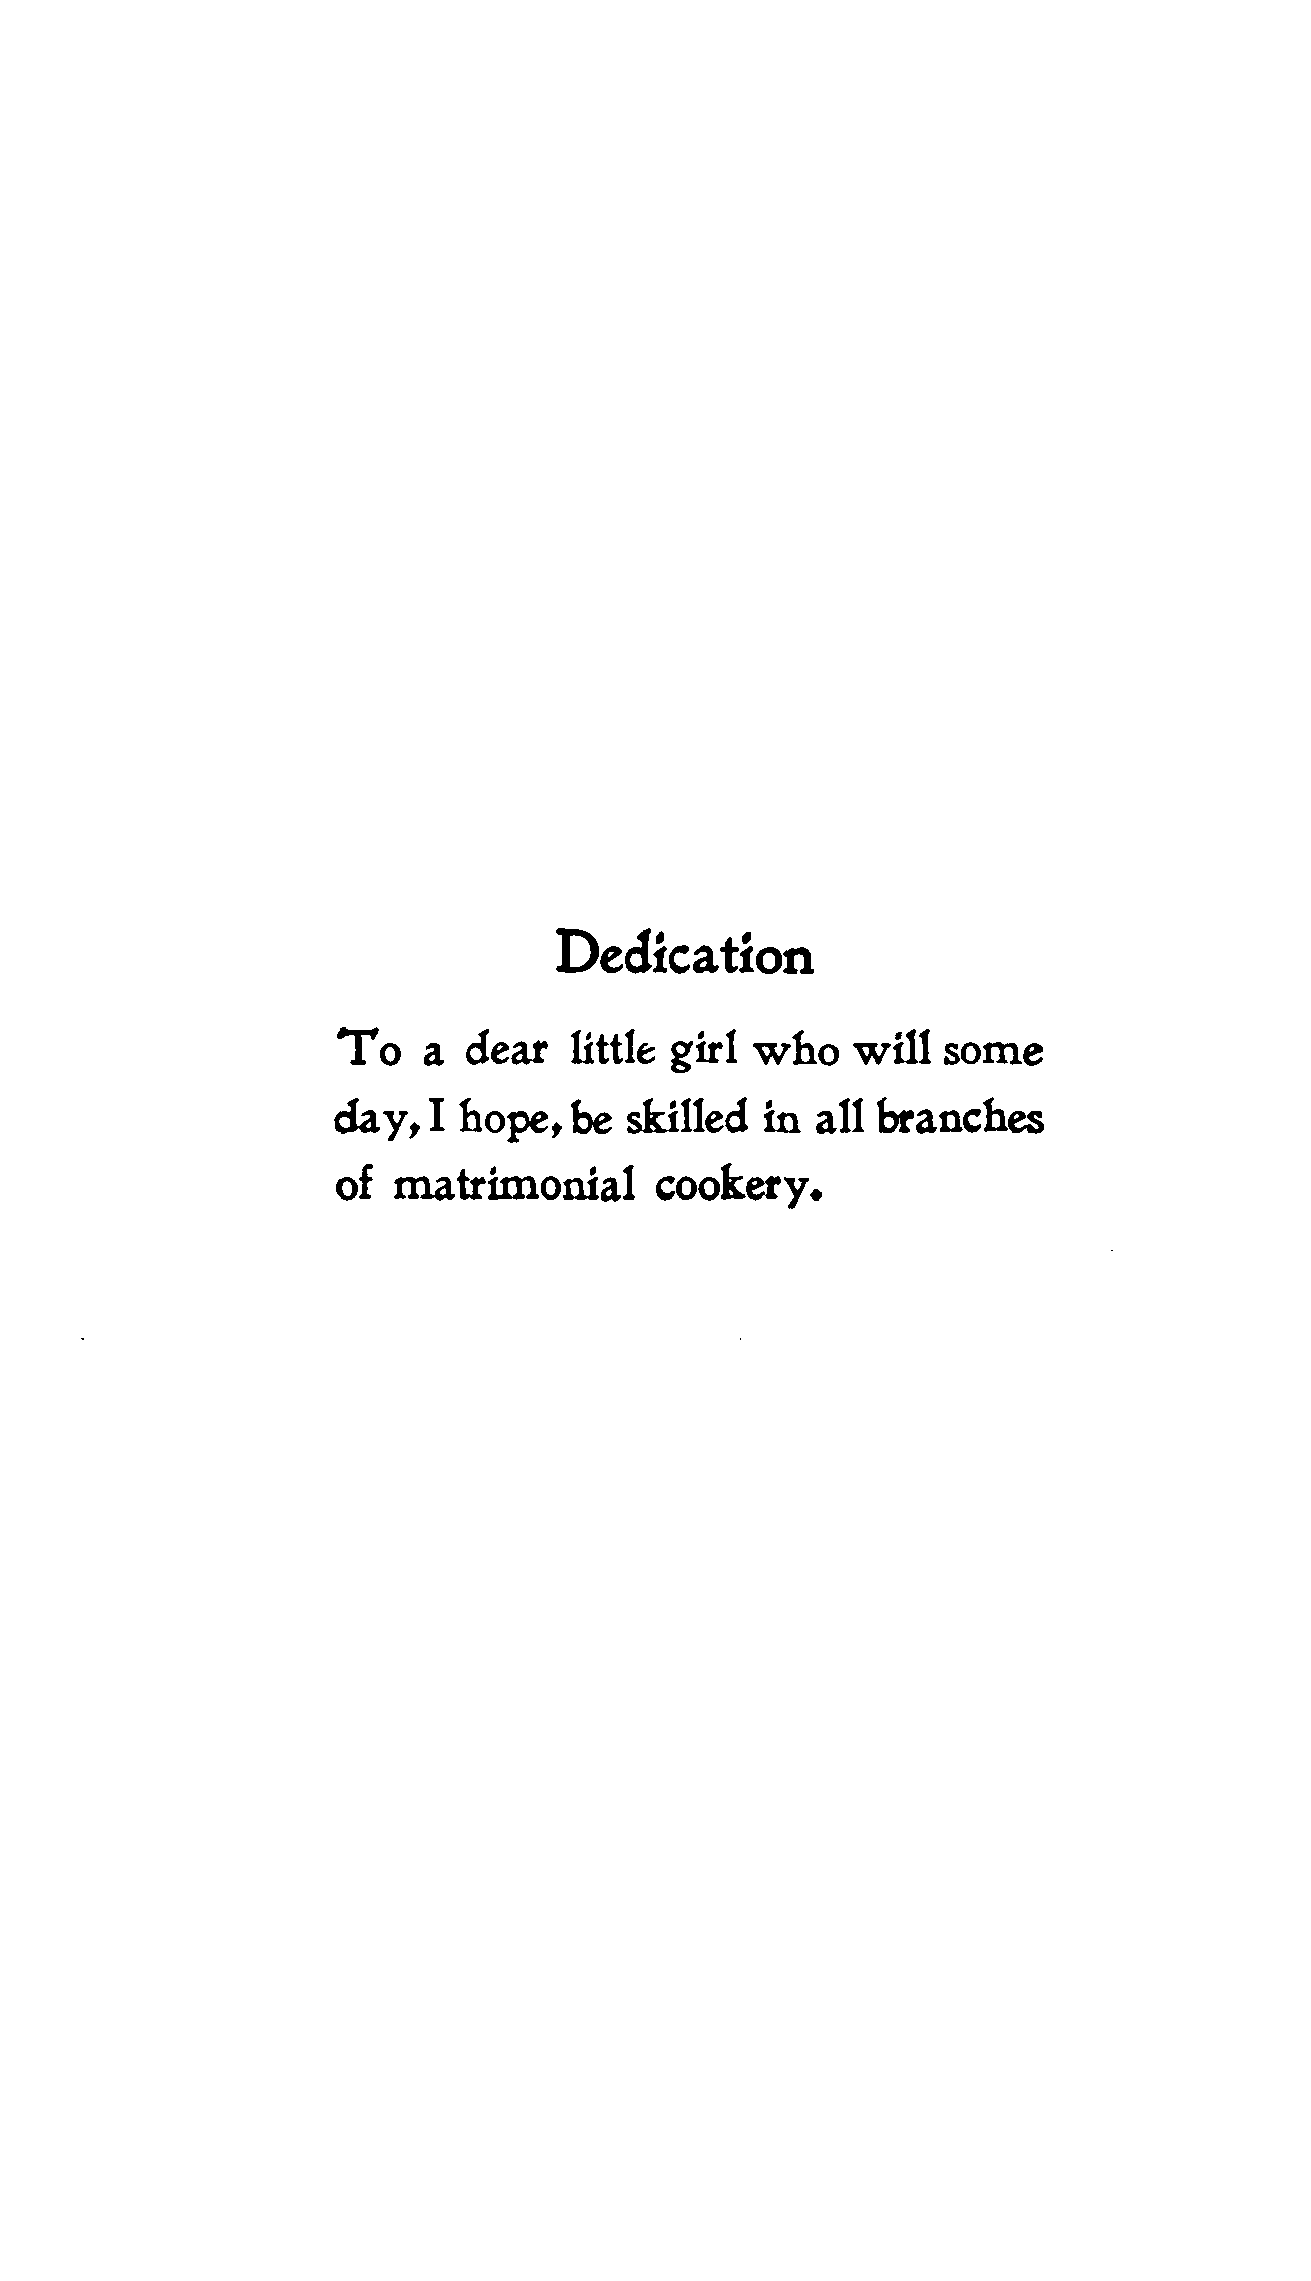 Dedication
To a dear little girl who will some
day, I hope, be skilled in all branches
of matrimonial cookery.